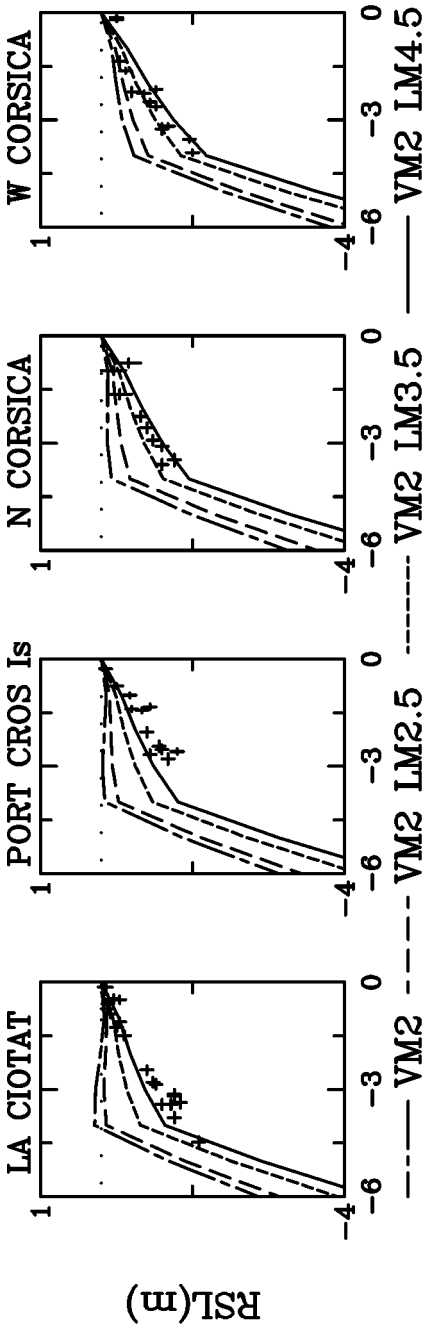 LA CIOTAT
PORT CROS Is
N CORSICA
W CORSICA
RSL(m)
1
-4
-6 -3 0
1
-4
-6 -3 0
1
-4
-6 -3 0
1
-4
-6 -3 0
VM2
VM2 LM2.5
VM2 LM3.5
VM2 LM4.5